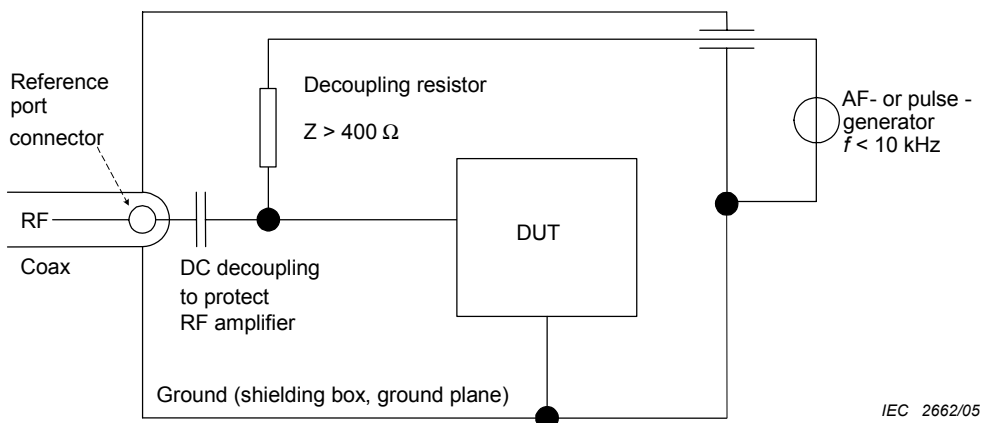 Reference
port
connector
Decoupling resistor
Z > 400 Ω
AF- or pulse -
generator
f < 10 kHz
RF
Coax
DC decoupling
to protect
RF amplifier
DUT
Ground (shielding box, ground plane)
IEC 2662/05